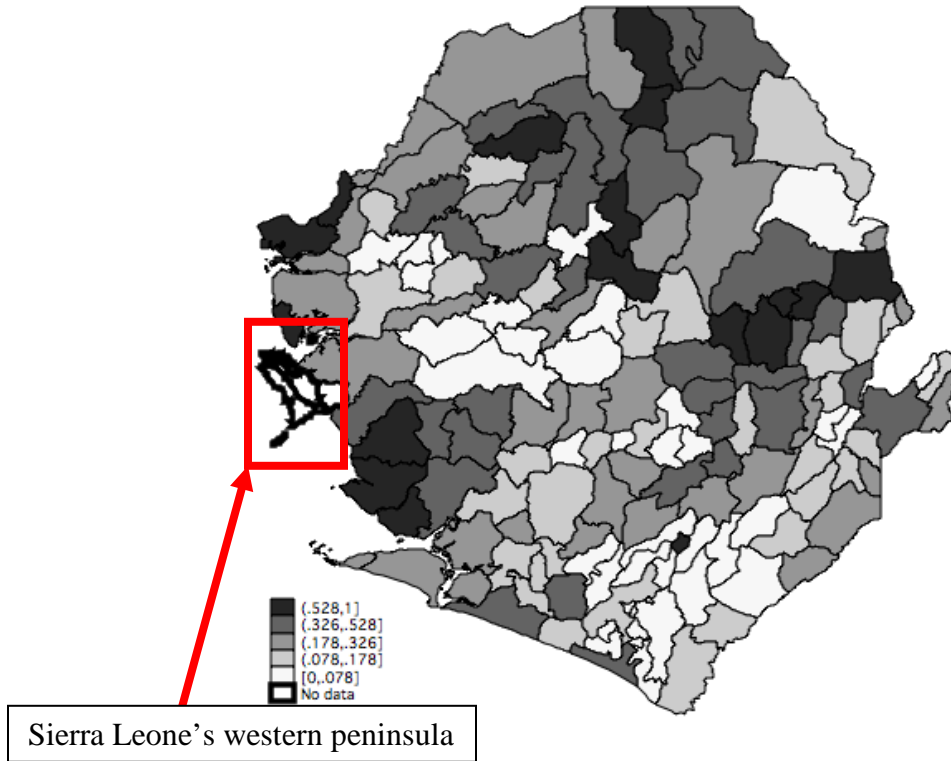 (.528,1]
(.326,.528]
(.178,.326]
(.078,.178]
[0,.078]
No data
Sierra Leone’s western peninsula